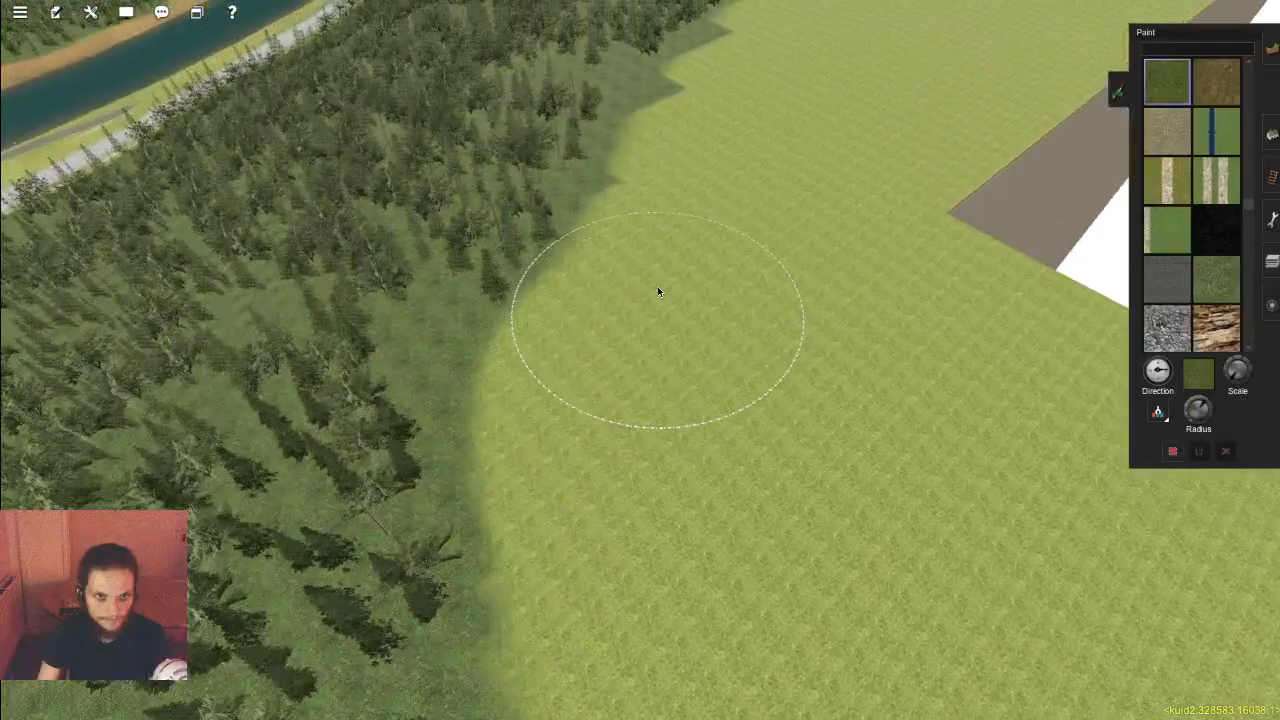 Paint
Direction
Scale
Radius
<kuid2:328583:16038:1>